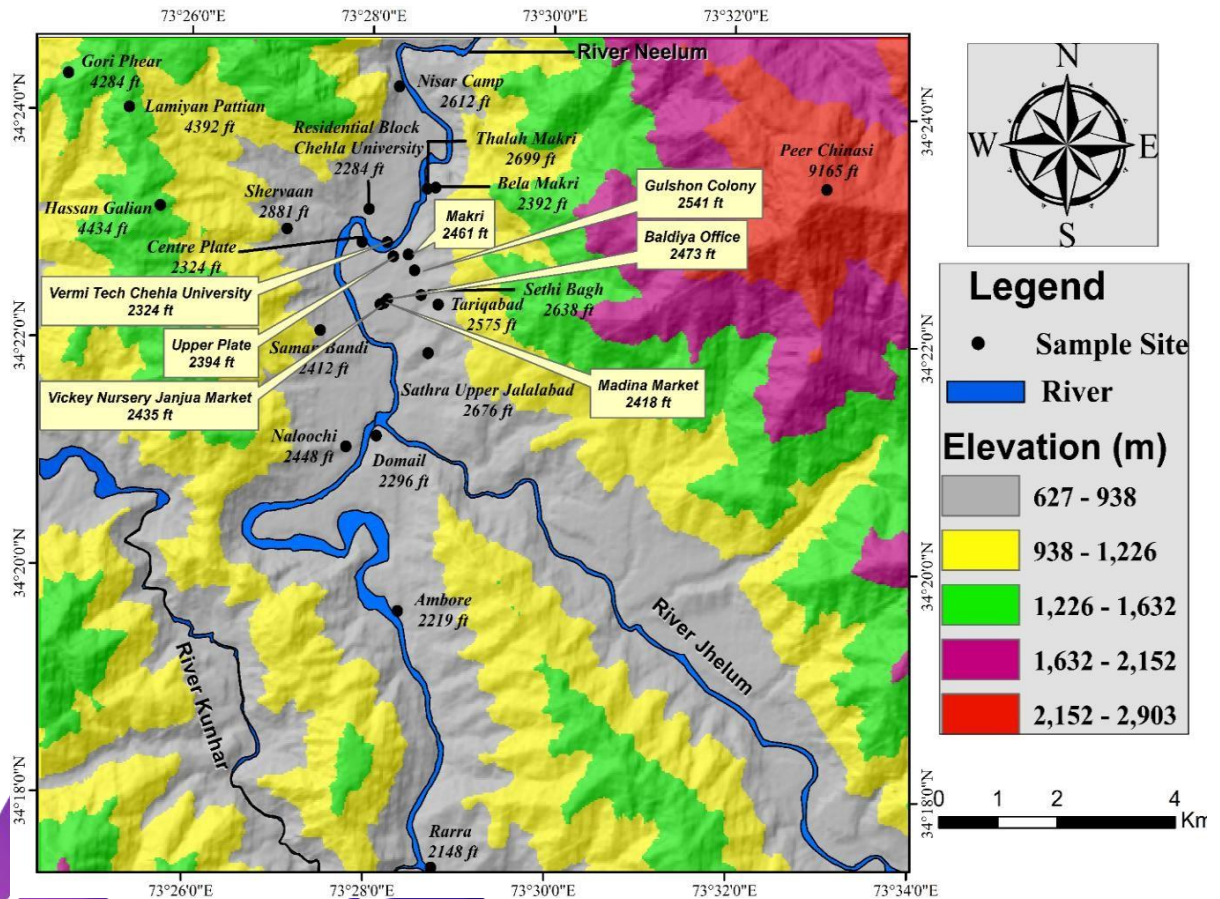 73°26'0"E
73°28'0"E
73°30'0"E
73°32'0"E
River Neelum
Gori Phear
4284 ft
Lamiyan Pattian
4392 ft
Nisar Camp
2612 ft
Residential Block
Chehla University
2284 ft
Thalah Makri
2699 ft
Peer Chinasi
9165 ft
Shervaan
2881 ft
Bela Makri
2392 ft
Gulshon Colony
2541 ft
Hassan Galian
4434 ft
Makri
2461 ft
Centre Plate
2324 ft
Baldiya Office
2473 ft
Vermi Tech Chehla University
2324 ft
Sethi Bagh
2638 ft
Tariqabad
2575 ft
Upper Plate
2394 ft
Saman Bandi
2412 ft
Vickey Nursery Janjua Market
2435 ft
Madina Market
2418 ft
Sathra Upper Jalalabad
2676 ft
Naloochi
2448 ft
Domail
2296 ft
Ambore
2219 ft
River Jhelum
River Kunhar
Rarra
2148 ft
34°24'0"N
34°22'0"N
34°20'0"N
34°18'0"N
34°24'0"N
34°22'0"N
34°20'0"N
34°18'0"N
73°26'0"E
73°28'0"E
73°30'0"E
73°32'0"E
73°34'0"E
N
W
E
S
Legend
Sample Site
River
Elevation (m)
627 - 938
938 - 1,226
1,226 - 1,632
1,632 - 2,152
2,152 - 2,903
0 1 2 4
Km